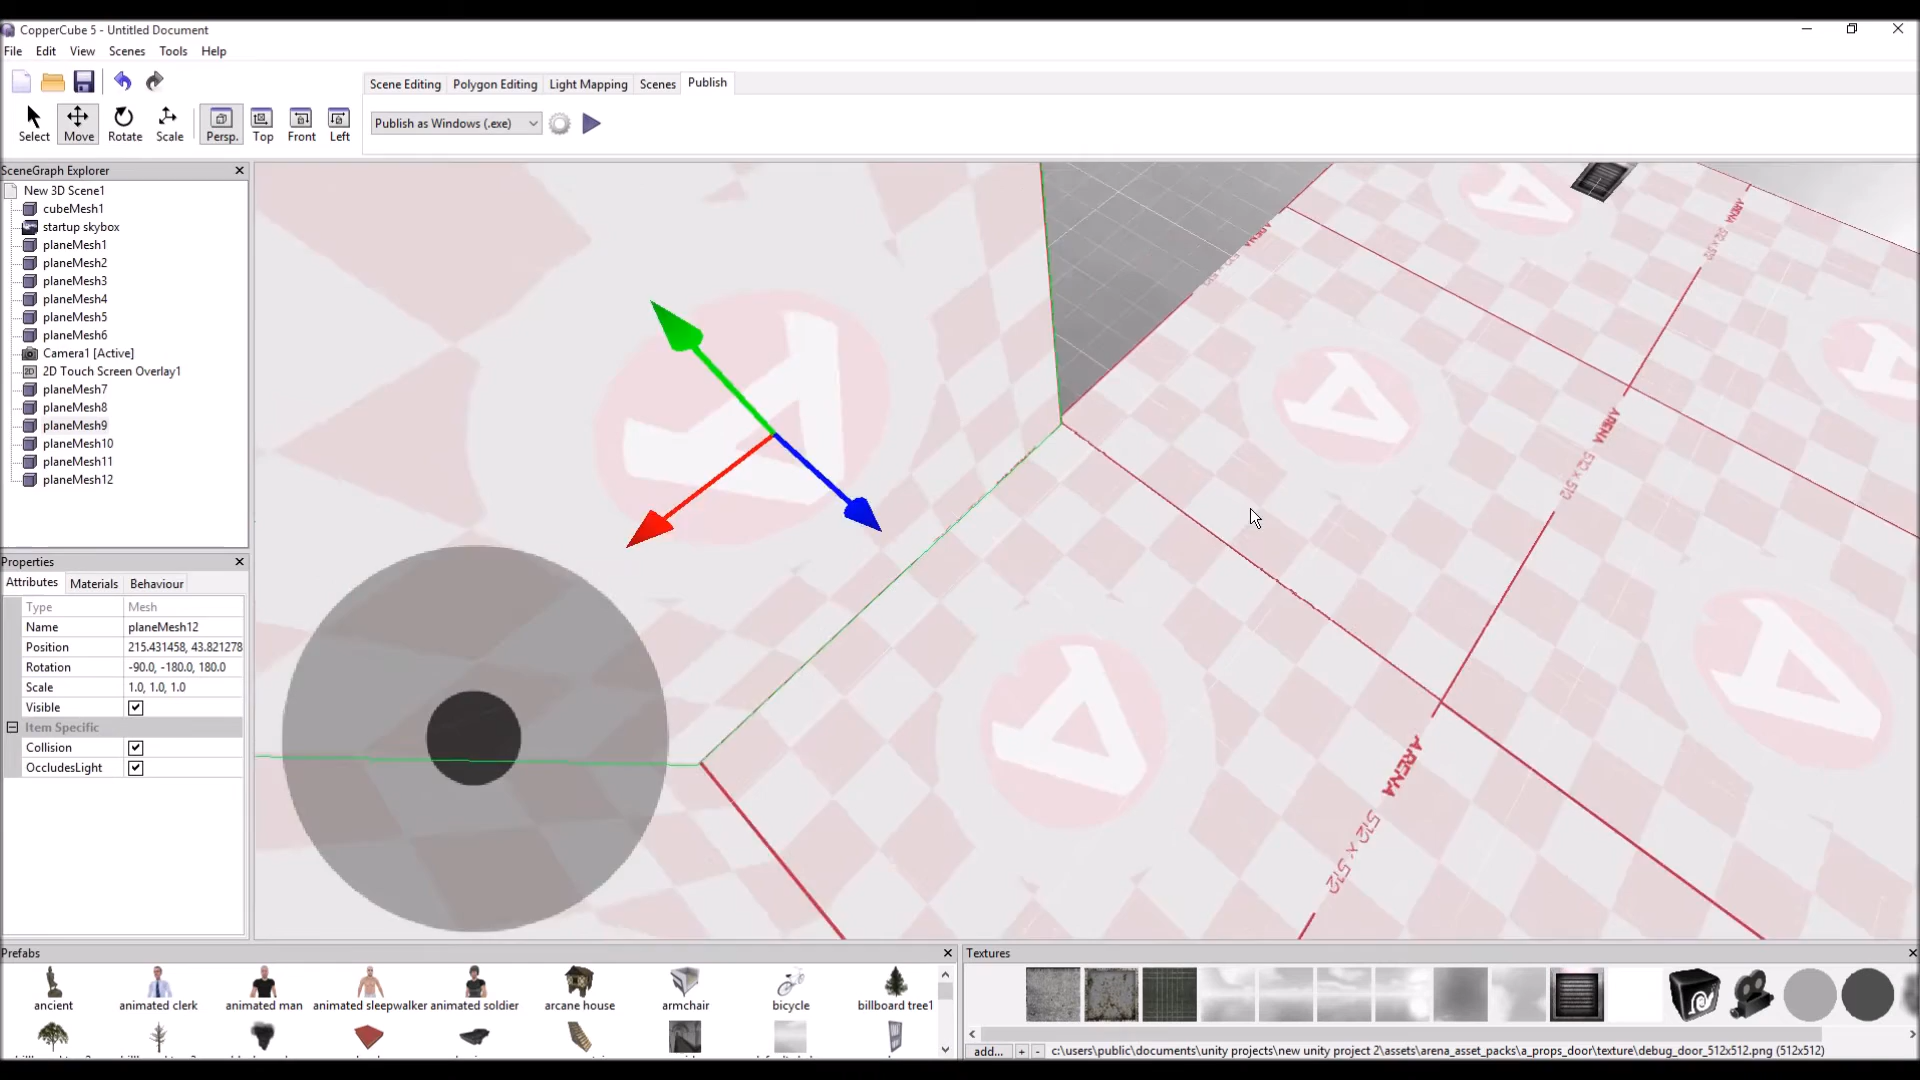 CopperCube 5 - Untitled Document
File Edit View Scenes Tools Help
Scene Editing Polygon Editing Light Mapping Scenes Publish
Publish as Windows (.exe)
Select Move Rotate Scale Persp. Top Front Left
SceneGraph Explorer
New 3D Scene1
cubeMesh1
startup skybox
planeMesh1
planeMesh2
planeMesh3
planeMesh4
planeMesh5
planeMesh6
Camera1 [Active]
2D Touch Screen Overlay1
planeMesh7
planeMesh8
planeMesh9
planeMesh10
planeMesh11
planeMesh12
ARENA
512 x 512
ARENA
ARENA
512 x 512
ARENA
512 x 512
A
A
A
A
A
A
Properties
Attributes Materials Behaviour
Type Mesh
Name planeMesh12
Position 215.431458, 43.821278
Rotation -90.0, -180.0, 180.0
Scale 1.0, 1.0, 1.0
Visible
Item Specific
Collision
OccludesLight
Prefabs
ancient animated clerk animated man animated sleepwalker animated soldier arcane house armchair bicycle billboard tree1
Textures
add... + - c:\users\public\documents\unity projects\new unity project 2\assets\arena_asset_packs\a_props_door\texture\debug_door_512x512.png (512x512)